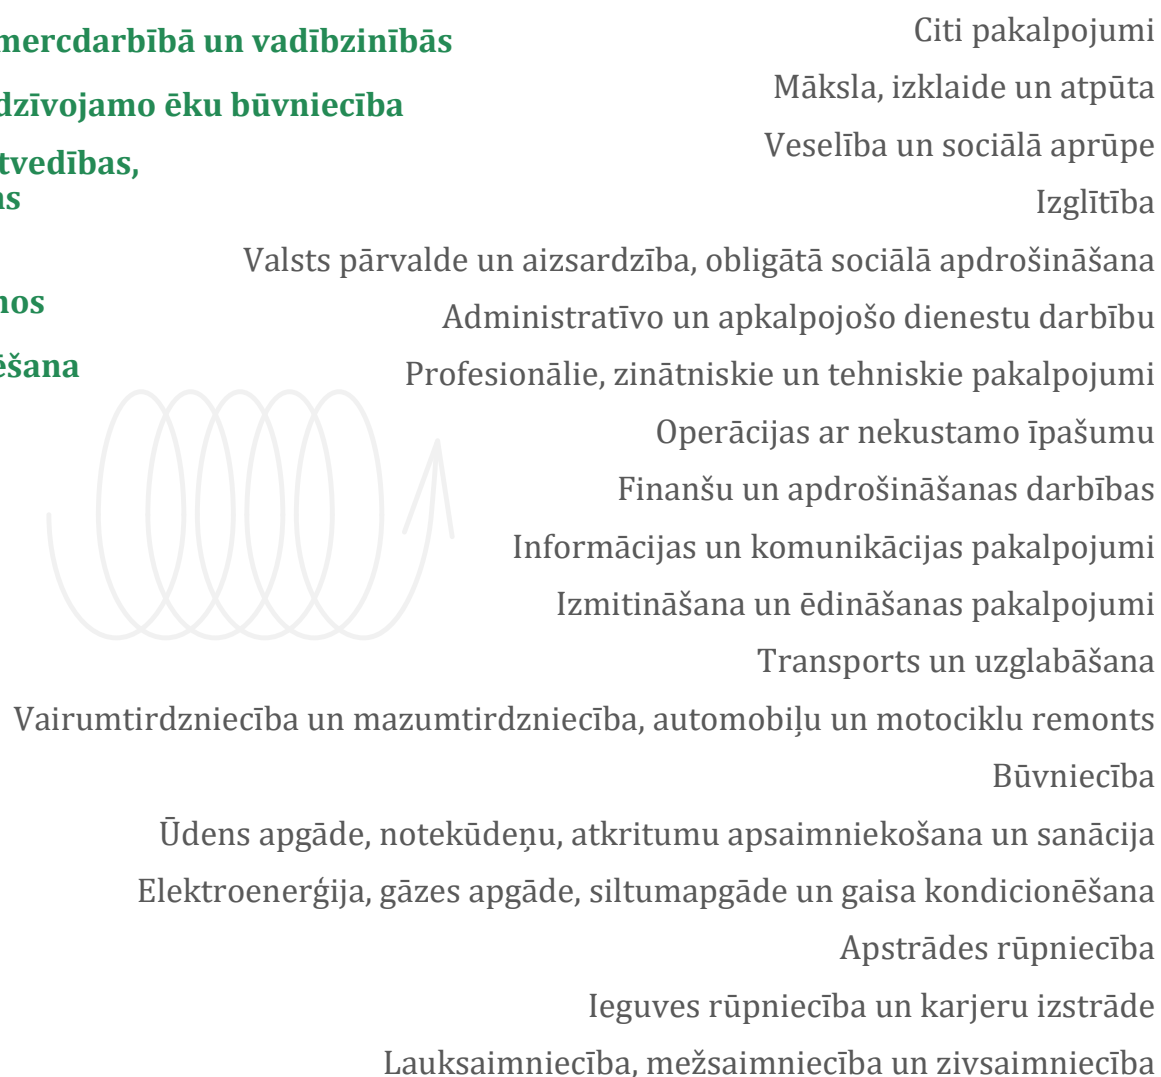 mercdarbībā un vadībzinībās
dzīvojamo ēku būvniecība
tvedības,
ēšana
Citi pakalpojumi
Māksla, izklaide un atpūta
Veselība un sociālā aprūpe
Izglītība
Valsts pārvalde un aizsardzība, obligātā sociālā apdrošināšana
Administratīvo un apkalpojošo dienestu darbību
Profesionālie, zinātniskie un tehniskie pakalpojumi
Operācijas ar nekustamo īpašumu
Finanšu un apdrošināšanas darbības
Informācijas un komunikācijas pakalpojumi
Izmitināšana un ēdināšanas pakalpojumi
Transports un uzglabāšana
Vairumtirdzniecība un mazumtirdzniecība, automobiļu un motociklu remonts
Būvniecība
Ūdens apgāde, notekūdeņu, atkritumu apsaimniekošana un sanācija
Elektroenerģija, gāzes apgāde, siltumapgāde un gaisa kondicionēšana
Apstrādes rūpniecība
Ieguves rūpniecība un karjeru izstrāde
Lauksaimniecība, mežsaimniecība un zivsaimniecība